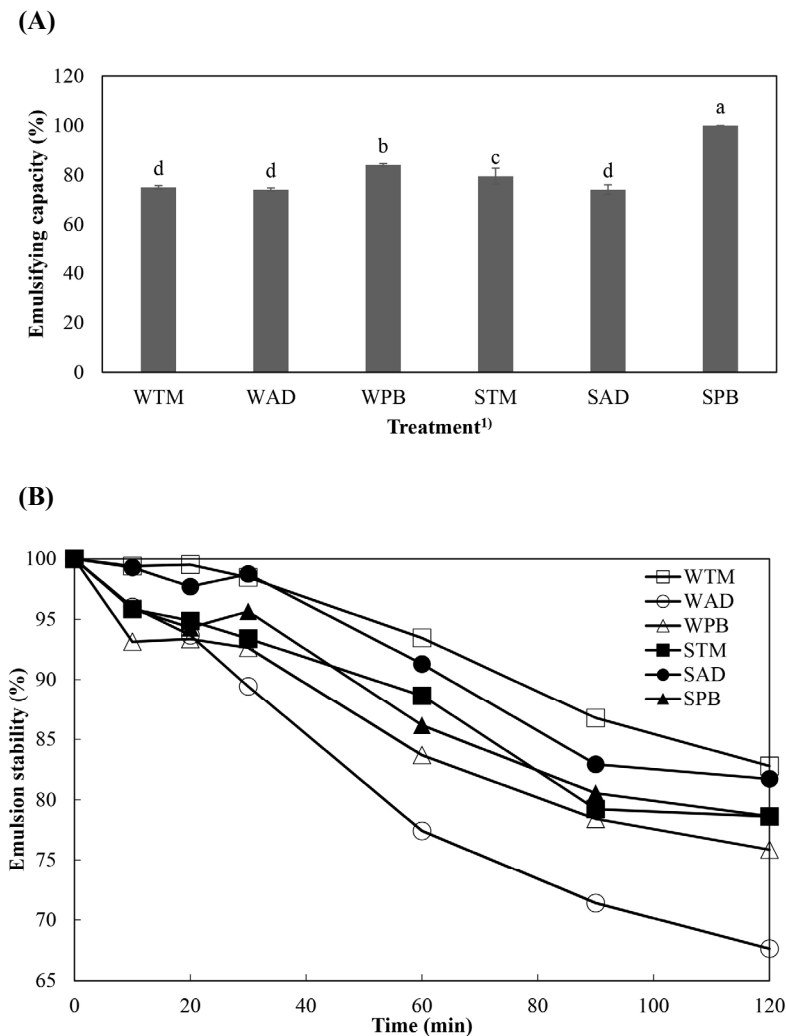 (A)
Emulsifying capacity (%)
120
100
80
60
40
20
0
d
d
b
c
d
a
WTM WAD WPB STM SAD SPB
Treatment1)
(B)
Emulsion stability (%)
100
95
90
85
80
75
70
65
WTM
WAD
WPB
STM
SAD
SPB
0 20 40 60 80 100 120
Time (min)